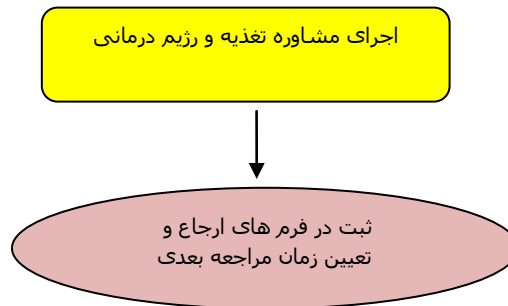 اجرای مشاوره تغذیه و رژیم درمانی
ثبت در فرم های ارجاع و
تعیین زمان مراجعه بعدی